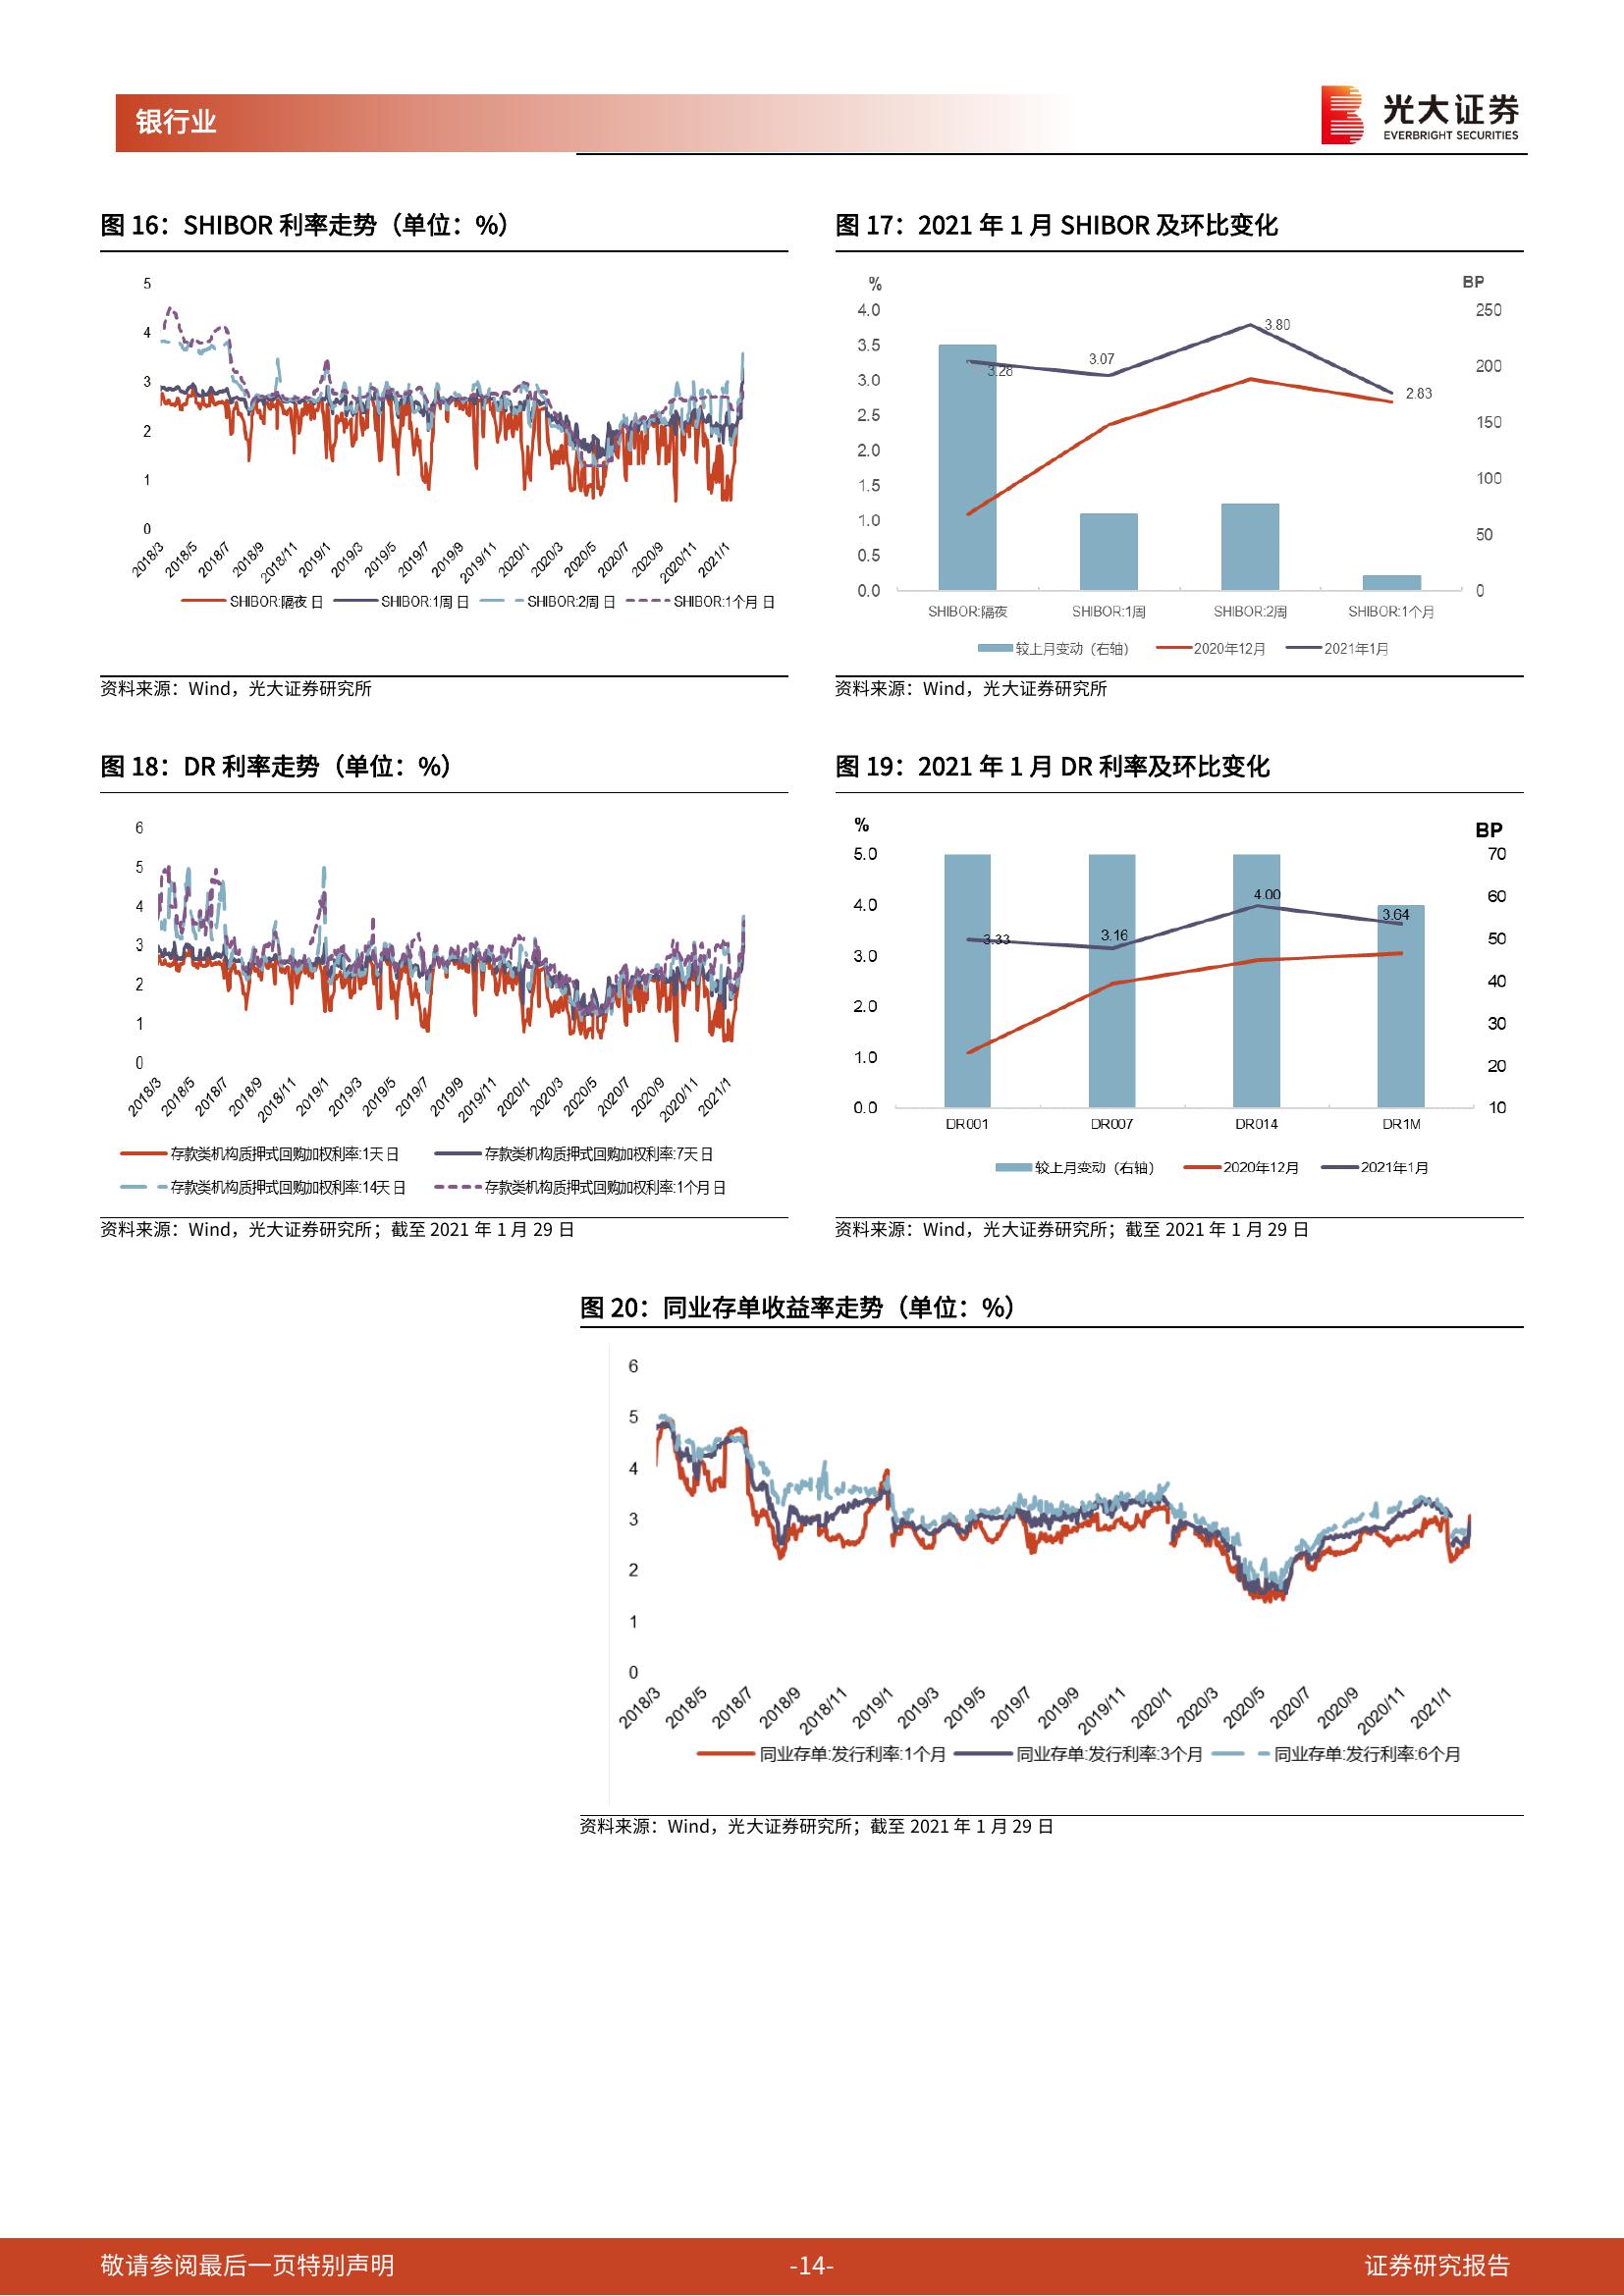 银行业
光大证券
EVERBRIGHT SECURITIES
图 16：SHIBOR 利率走势（单位：%）
5
4
3
2
1
0
2018/3 2018/5 2018/7 2018/9 2018/11 2019/1 2019/3 2019/5 2019/7 2019/9 2019/11 2020/1 2020/3 2020/5 2020/7 2020/9 2020/11 2021/1
SHIBOR:隔夜 日 SHIBOR:1周 日 SHIBOR:2周 日 SHIBOR:1个月 日
资料来源：Wind，光大证券研究所
图 17：2021 年 1 月 SHIBOR 及环比变化
% BP
4.0 250
3.5 200
3.0 150
2.5 100
2.0 50
1.5 0
1.0
0.5
0.0
3.28 3.07 3.80 2.83
SHIBOR:隔夜 SHIBOR:1周 SHIBOR:2周 SHIBOR:1个月
较上月变动（右轴） 2020年12月 2021年1月
资料来源：Wind，光大证券研究所
图 18：DR 利率走势（单位：%）
6
5
4
3
2
1
0
2018/3 2018/5 2018/7 2018/9 2018/11 2019/1 2019/3 2019/5 2019/7 2019/9 2019/11 2020/1 2020/3 2020/5 2020/7 2020/9 2020/11 2021/1
存款类机构质押式回购加权利率:1天 日 存款类机构质押式回购加权利率:7天 日
存款类机构质押式回购加权利率:14天 日 存款类机构质押式回购加权利率:1个月 日
资料来源：Wind，光大证券研究所；截至 2021 年 1 月 29 日
图 19：2021 年 1 月 DR 利率及环比变化
% BP
5.0 70
4.0 60
3.0 50
2.0 40
1.0 30
0.0 20
10
3.33 3.16 4.00 3.64
DR001 DR007 DR014 DR1M
较上月变动（右轴） 2020年12月 2021年1月
资料来源：Wind，光大证券研究所；截至 2021 年 1 月 29 日
图 20：同业存单收益率走势（单位：%）
6
5
4
3
2
1
0
2018/3 2018/5 2018/7 2018/9 2018/11 2019/1 2019/3 2019/5 2019/7 2019/9 2019/11 2020/1 2020/3 2020/5 2020/7 2020/9 2020/11 2021/1
同业存单:发行利率:1个月 同业存单:发行利率:3个月 同业存单:发行利率:6个月
资料来源：Wind，光大证券研究所；截至 2021 年 1 月 29 日
敬请参阅最后一页特别声明 -14- 证券研究报告